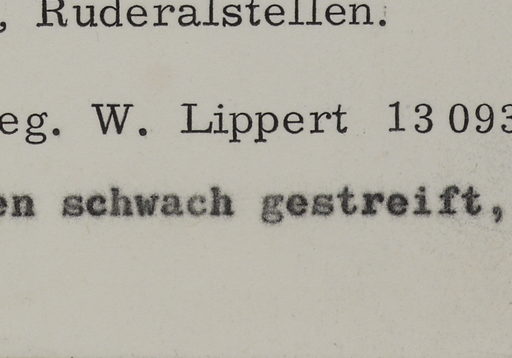 , Ruderalstellen.
eg. W. Lippert 13 093
en schwach gestreift,